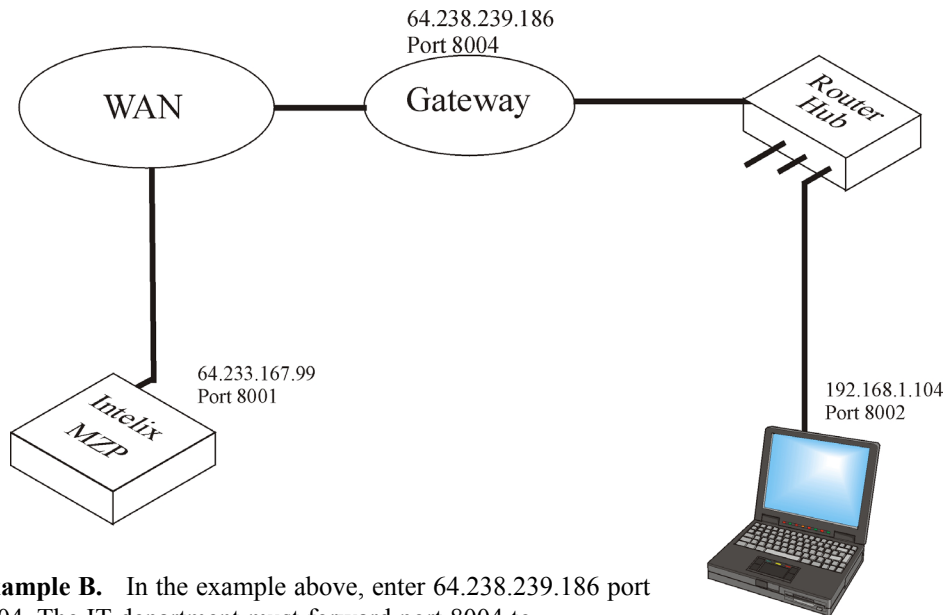 64.238.239.186
Port 8004
WAN
Gateway
Router
Hub
64.233.167.99
Port 8001
Intelix
MZP
192.168.1.104
Port 8002
B. In the example above, enter 64.238.239.186 port
The IT department must forward port 8004 to